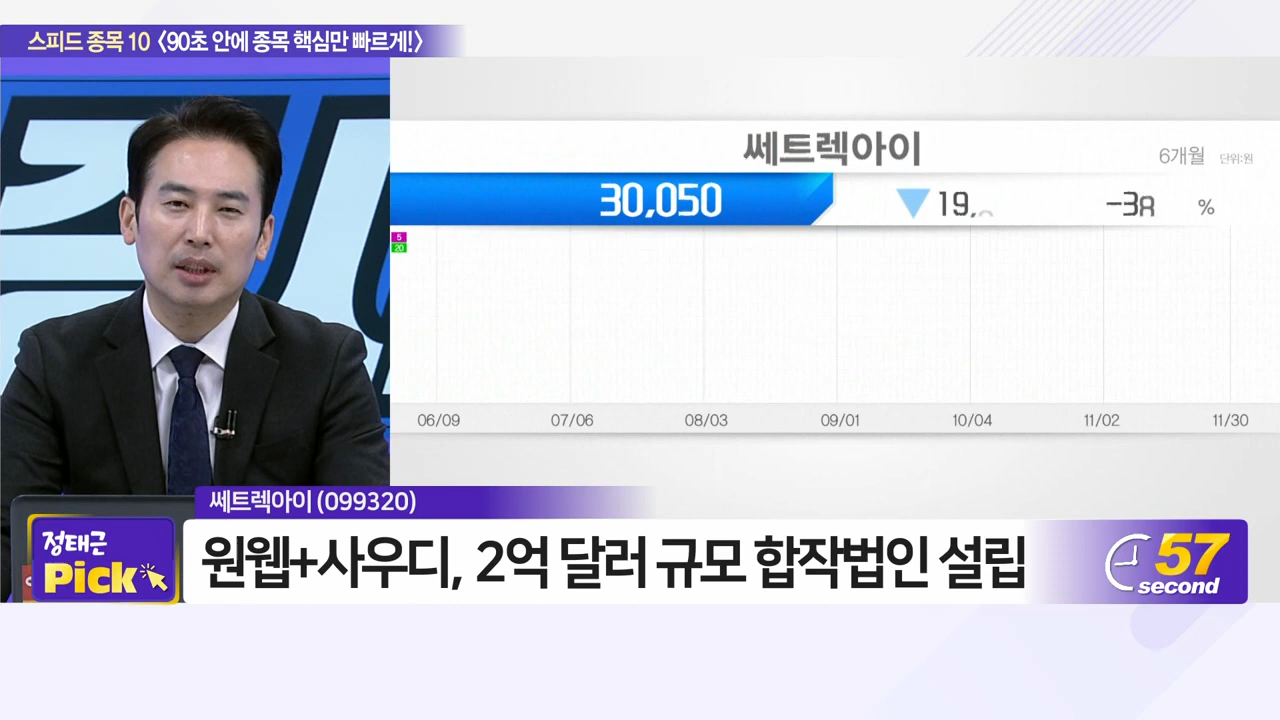 스피드 종목 10 <90초 안에 종목 핵심만 빠르게!>
쎄트렉아이
6개월 단위:원
30,050 ▼ 19, %
5
20
06/09 07/06 08/03 09/01 10/04 11/02 11/30
쎄트렉아이 (099320)
정태근
Pick
원웹+사우디, 2억 달러 규모 합작법인 설립
57
second